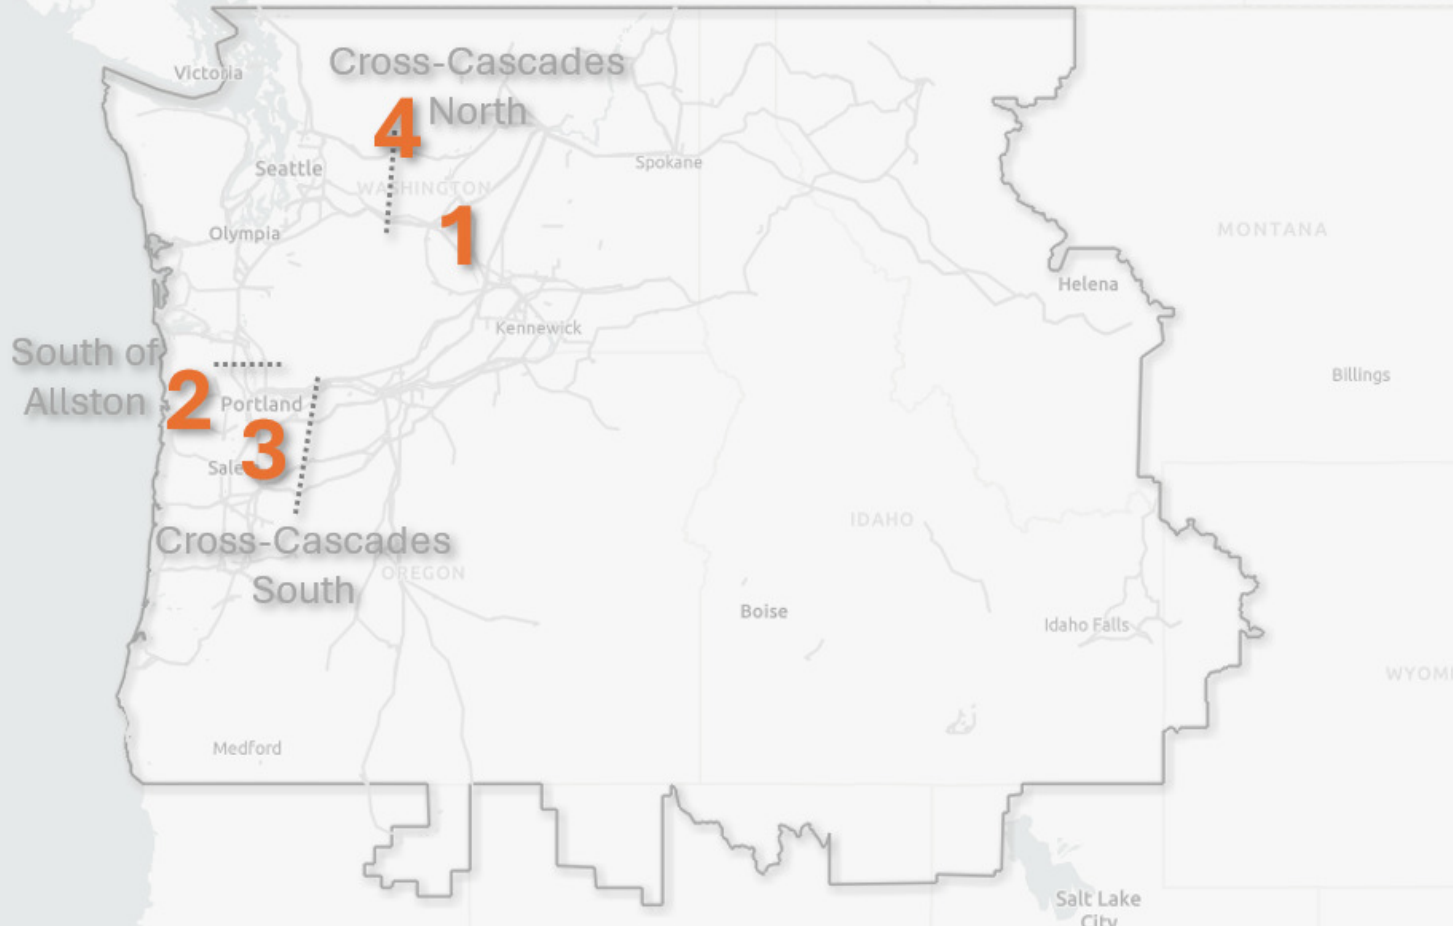 Cross-Cascades
Victoria
4 North
Seattle
Spokane
WASHINGTON
1
Olympia
MONTANA
Helena
Kennewick
South of
Allston
2
Portland
Billings
3
Sale
IDAHO
Cross-Cascades
South
OREGON
Boise
Idaho Falls
WYOMI
Medford
Salt Lake
City